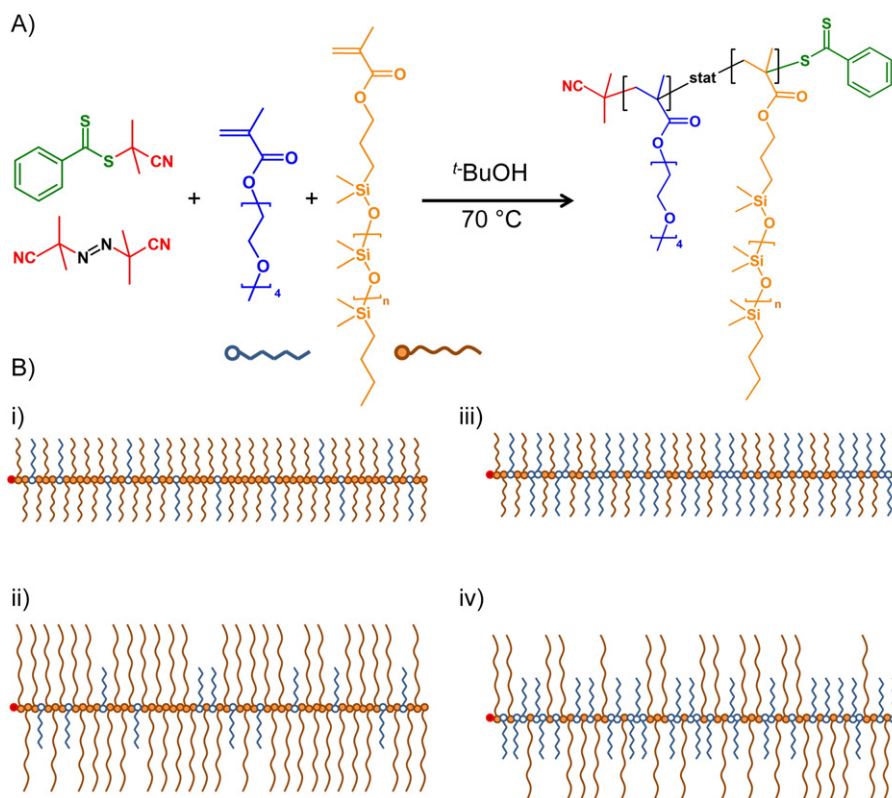 A)
S
S
CN
+
NC
N=N
CN
O
O
O
4
+
O
O
Si
O
Si
O
n
Si
t-BuOH
70 °C
NC
stat
S
S
O
O
O
4
O
O
Si
O
Si
O
n
Si
B)
i)
iii)
ii)
iv)